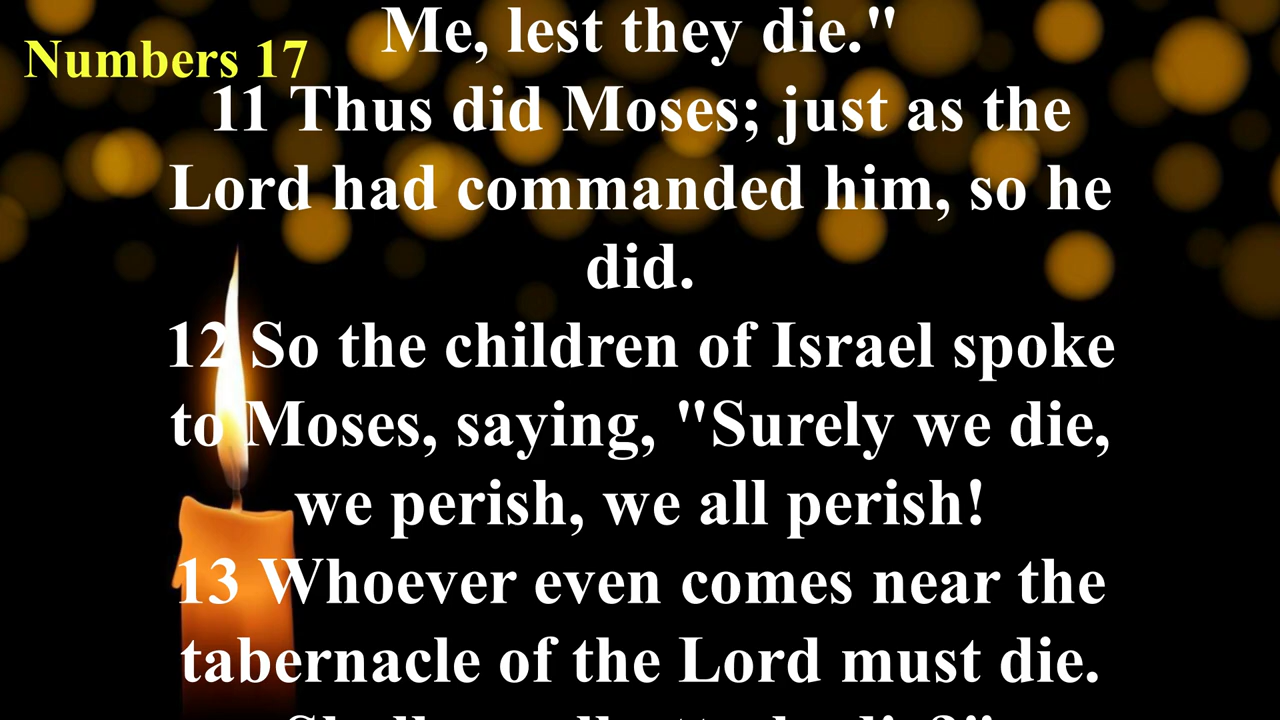 Numbers 17
Me, lest they die."
11 Thus did Moses; just as the
Lord had commanded him, so he
did.
12 So the children of Israel spoke
to Moses, saying, "Surely we die,
we perish, we all perish!
13 Whoever even comes near the
tabernacle of the Lord must die.